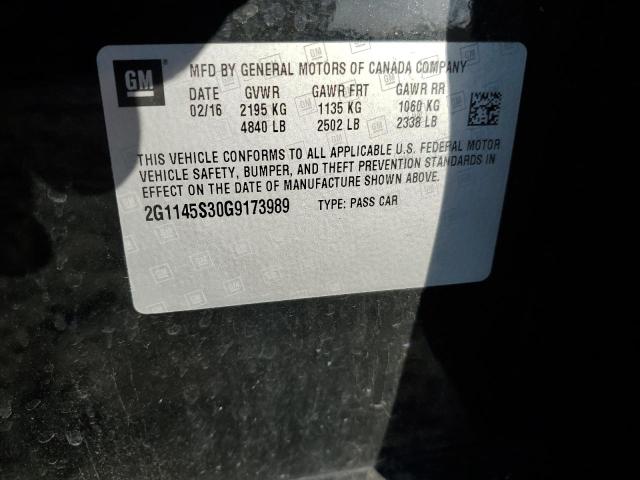 GM
MFD BY GENERAL MOTORS OF CANADA COMPANY
DATE GVWR GAWR FRT GAWR RR
02/16 2195 KG 1135 KG 1060 KG
4840 LB 2502 LB 2338 LB
THIS VEHICLE CONFORMS TO ALL APPLICABLE U.S. FEDERAL MOTOR
VEHICLE SAFETY, BUMPER, AND THEFT PREVENTION STANDARDS IN
EFFECT ON THE DATE OF MANUFACTURE SHOWN ABOVE.
2G1145S30G9173989 TYPE: PASS CAR